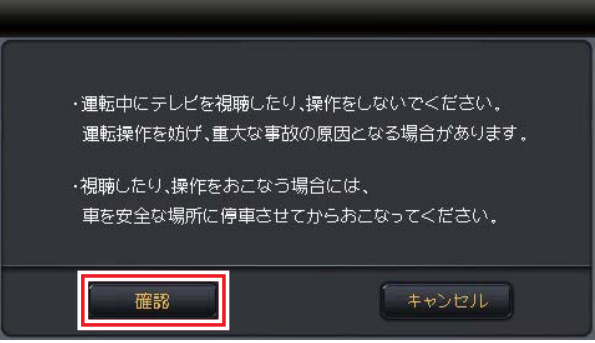 ・運転中にテレビを視聴したり、操作をしないでください。
運転操作を妨げ、重大な事故の原因となる場合があります。
・視聴したり、操作をおこなう場合には、
車を安全な場所に停車させてからおこなってください。
確認 キャンセル